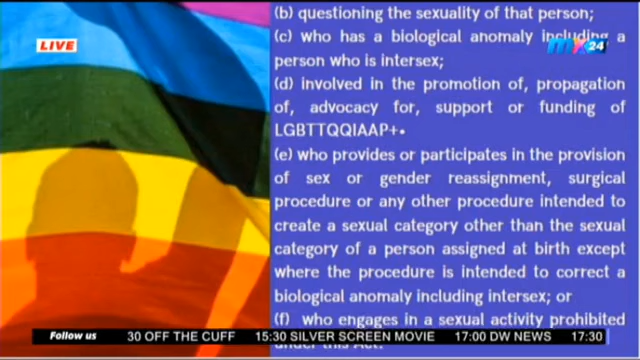 LIVE
(b) questioning the sexuality of that person;
(c) who has a biological anomaly including a
mx24
person who is intersex;
(d) involved in the promotion of, propagation
of, advocacy for, support or funding of
LGBTTQQIAAP+•
(e) who provides or participates in the provision
of sex or gender reassignment, surgical
procedure or any other procedure intended to
create a sexual category other than the sexual
category of a person assigned at birth except
where the procedure is intended to correct a
biological anomaly including intersex; or
(f) who engages in a sexual activity prohibited
under this Act.
Follow us 30 OFF THE CUFF 15:30 SILVER SCREEN MOVIE 17:00 DW NEWS 17:30